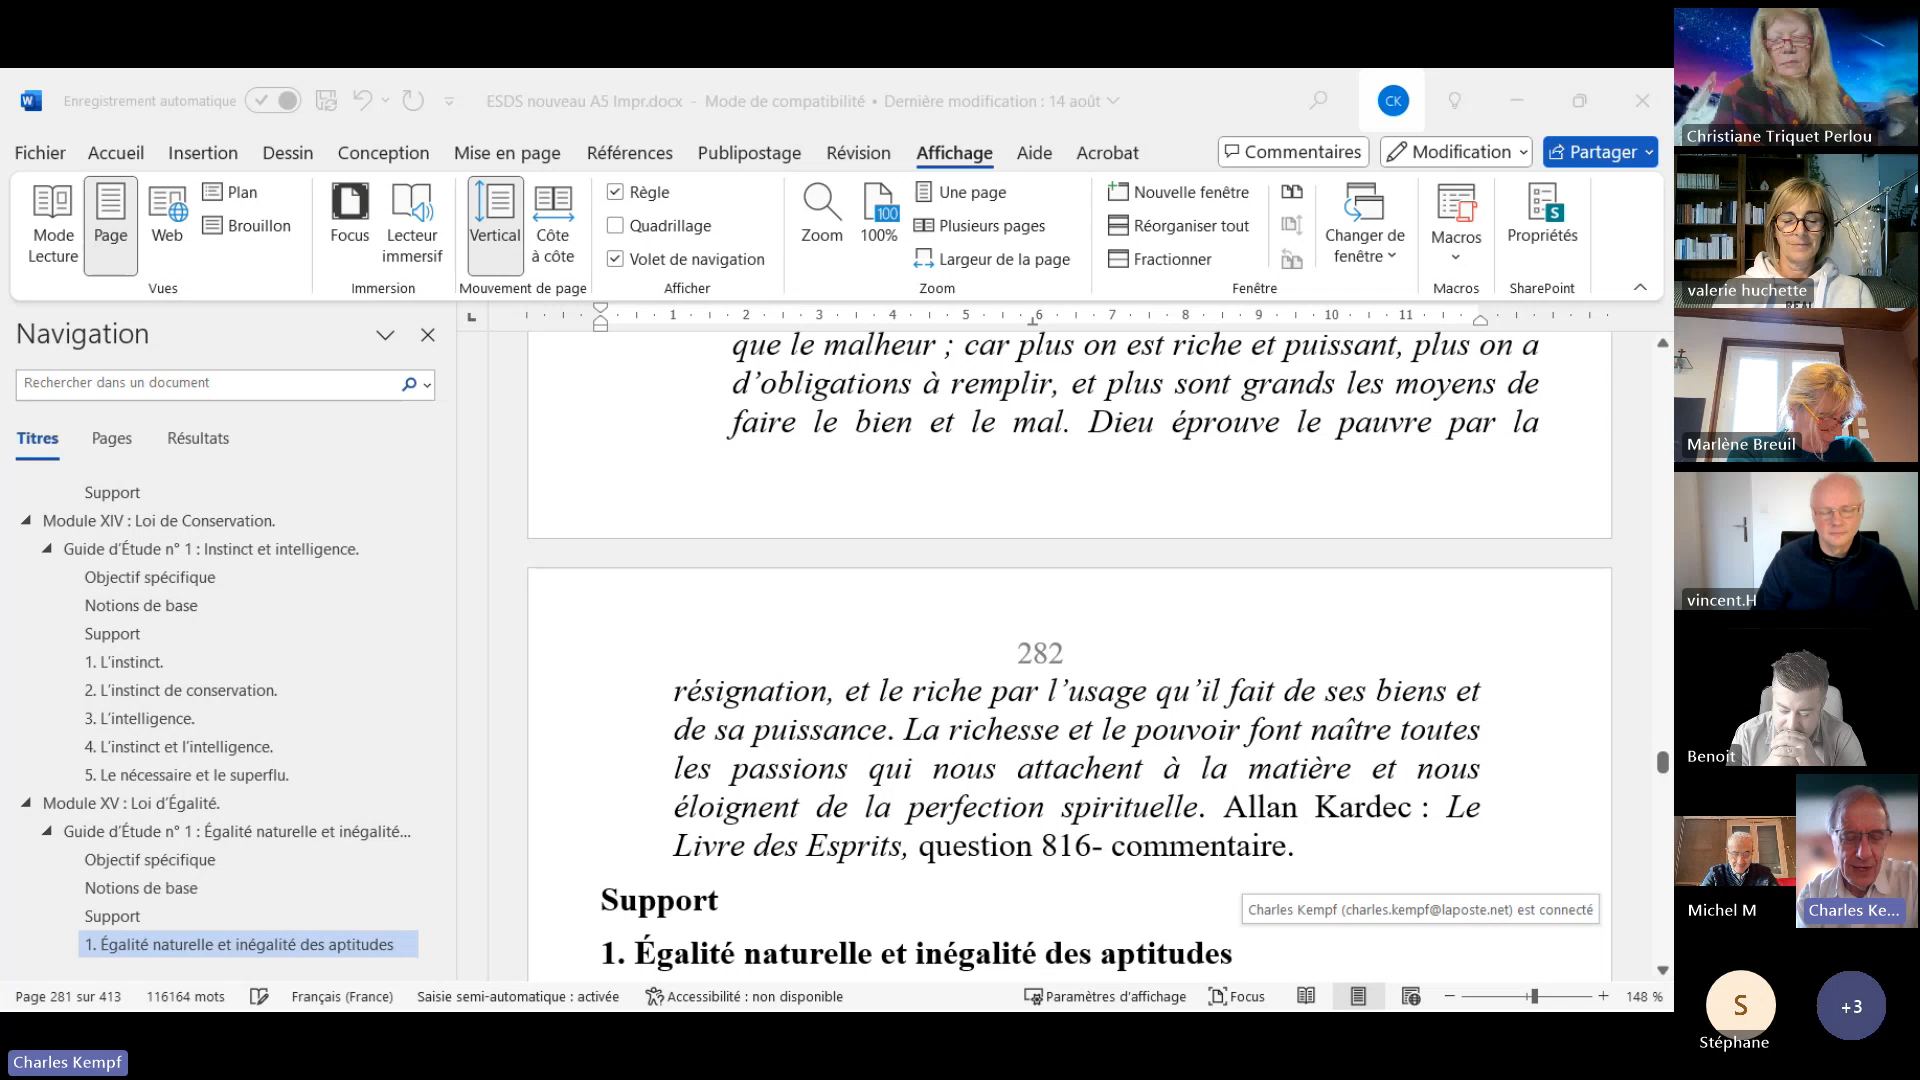 Enregistrement automatique
ESDS nouveau A5 Impr.docx - Mode de compatibilité • Dernière modification : 14 août
CK
Fichier Accueil Insertion Dessin Conception Mise en page Références Publipostage Révision Affichage Aide Acrobat
Commentaires Modification Partager
Mode Lecture
Page
Web
Plan
Brouillon
Vues
Focus
Lecteur immersif
Immersion
Vertical
Côte à côte
Mouvement de page
Règle
Quadrillage
Volet de navigation
Afficher
Zoom
100
100%
Une page
Plusieurs pages
Largeur de la page
Zoom
Nouvelle fenêtre
Réorganiser tout
Fractionner
Changer de fenêtre
Fenêtre
Macros
Macros
S
Propriétés
SharePoint
Navigation
Rechercher dans un document
Titres Pages Résultats
Support
Module XIV : Loi de Conservation.
Guide d’Étude n° 1 : Instinct et intelligence.
Objectif spécifique
Notions de base
Support
1. L’instinct.
2. L’instinct de conservation.
3. L’intelligence.
4. L’instinct et l’intelligence.
5. Le nécessaire et le superflu.
Module XV : Loi d’Égalité.
Guide d’Étude n° 1 : Égalité naturelle et inégalité...
Objectif spécifique
Notions de base
Support
1. Égalité naturelle et inégalité des aptitudes
1 2 3 4 5 6 7 8 9 10 11
que le malheur ; car plus on est riche et puissant, plus on a
d’obligations à remplir, et plus sont grands les moyens de
faire le bien et le mal. Dieu éprouve le pauvre par la
282
résignation, et le riche par l’usage qu’il fait de ses biens et
de sa puissance. La richesse et le pouvoir font naître toutes
les passions qui nous attachent à la matière et nous
éloignent de la perfection spirituelle. Allan Kardec : Le
Livre des Esprits, question 816- commentaire.
Support
Charles Kempf (charles.kempf@laposte.net) est connecté
1. Égalité naturelle et inégalité des aptitudes
Page 281 sur 413 116164 mots Français (France) Saisie semi-automatique : activée Accessibilité : non disponible Paramètres d’affichage Focus 148 %
Christiane Triquet Perlou
valerie huchette
Marlène Breuil
vincent.H
Benoit
Michel M
Charles Ke...
S
Stéphane
+3
Charles Kempf